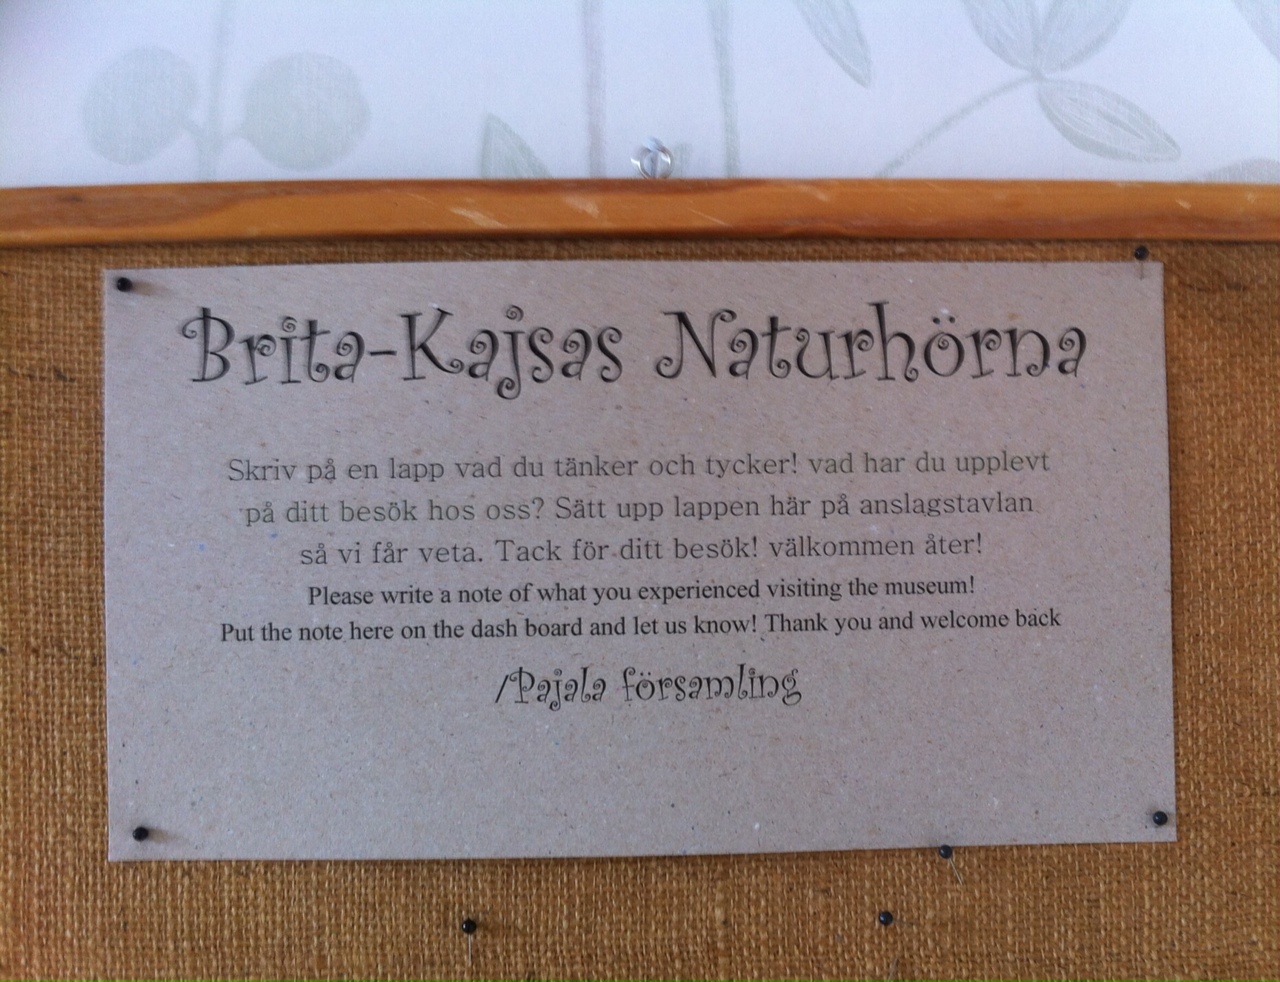 Brita-Kajsas Naturhörna
Skriv på en lapp vad du tänker och tycker! vad har du upplevt
på ditt besök hos oss? Sätt upp lappen här på anslagstavlan
så vi får veta. Tack för ditt besök! välkommen åter!
Please write a note of what you experienced visiting the museum!
Put the note here on the dash board and let us know! Thank you and welcome back
/Pajala församling